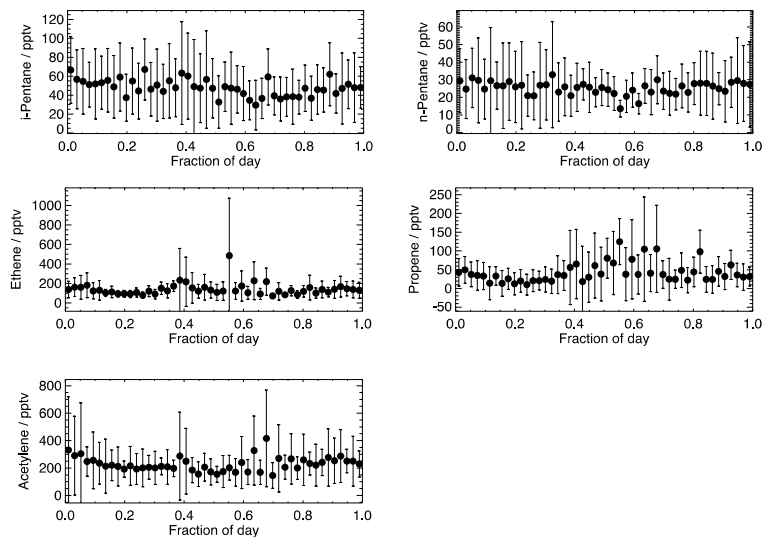 120
100
80
60
40
20
0
i-Pentane / pptv
0.0 0.2 0.4 0.6 0.8 1.0
Fraction of day
60
50
40
30
20
10
0
n-Pentane / pptv
0.0 0.2 0.4 0.6 0.8 1.0
Fraction of day
1000
800
600
400
200
0
Ethene / pptv
0.0 0.2 0.4 0.6 0.8 1.0
Fraction of day
250
200
150
100
50
0
-50
Propene / pptv
0.0 0.2 0.4 0.6 0.8 1.0
Fraction of day
800
600
400
200
0
Acetylene / pptv
0.0 0.2 0.4 0.6 0.8 1.0
Fraction of day